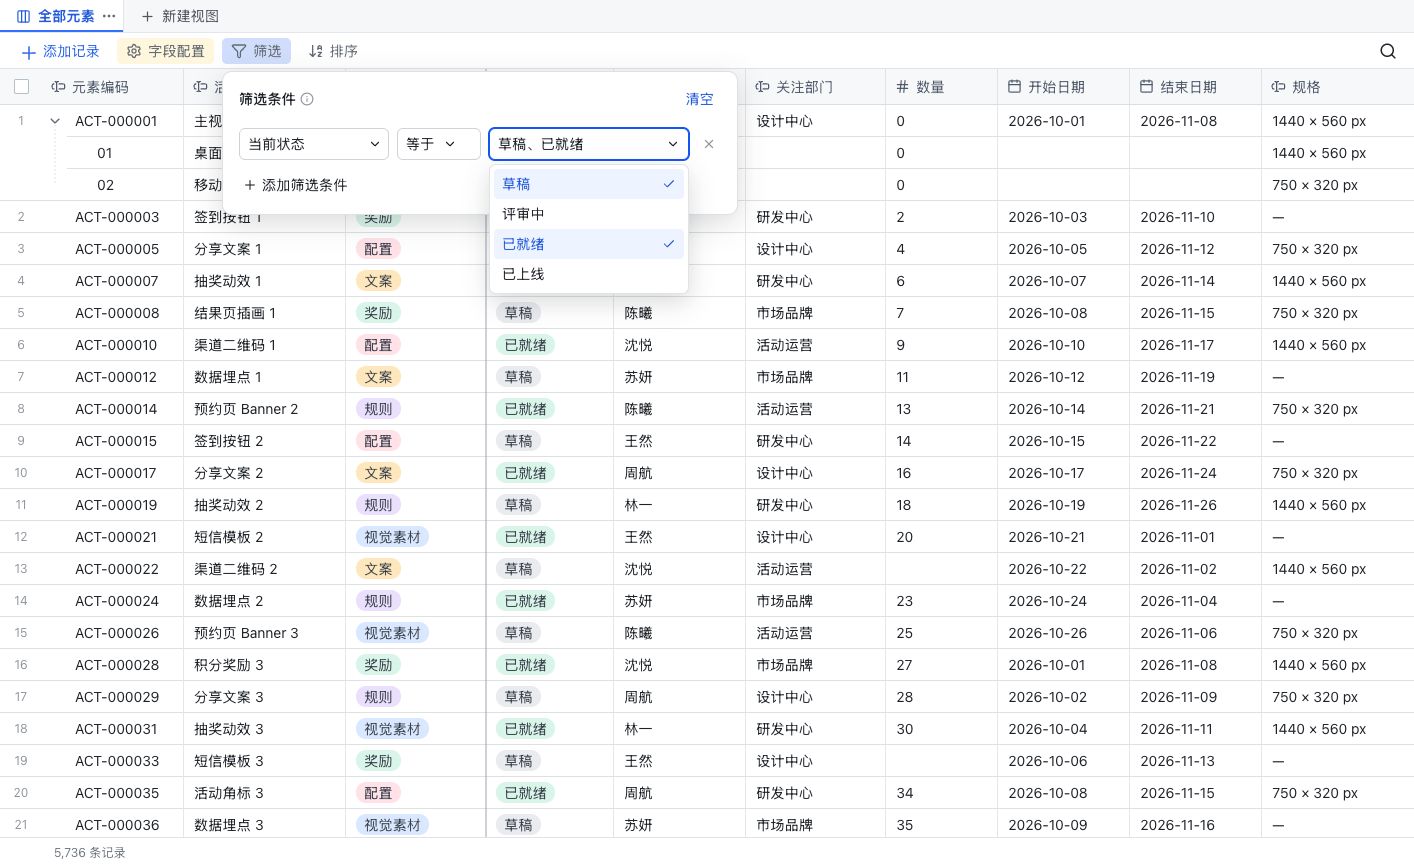 全部元素 ··· + 新建视图
+ 添加记录 字段配置 筛选 排序
元素编码 # 数量 关注部门 开始日期 结束日期 规格
筛选条件 清空
当前状态 等于 草稿、已就绪 ×
+ 添加筛选条件
草稿
评审中
已就绪
已上线
1 ACT-000001 主视 设计中心 0 2026-10-01 2026-11-08 1440 × 560 px
01 桌面 0 1440 × 560 px
02 移动 0 750 × 320 px
2 ACT-000003 签到按钮 1 奖励 研发中心 2 2026-10-03 2026-11-10 —
3 ACT-000005 分享文案 1 配置 设计中心 4 2026-10-05 2026-11-12 750 × 320 px
4 ACT-000007 抽奖动效 1 文案 研发中心 6 2026-10-07 2026-11-14 1440 × 560 px
5 ACT-000008 结果页插画 1 奖励 草稿 陈曦 市场品牌 7 2026-10-08 2026-11-15 750 × 320 px
6 ACT-000010 渠道二维码 1 配置 已就绪 沈悦 活动运营 9 2026-10-10 2026-11-17 1440 × 560 px
7 ACT-000012 数据埋点 1 文案 草稿 苏妍 市场品牌 11 2026-10-12 2026-11-19 —
8 ACT-000014 预约页 Banner 2 规则 已就绪 陈曦 活动运营 13 2026-10-14 2026-11-21 750 × 320 px
9 ACT-000015 签到按钮 2 配置 草稿 王然 研发中心 14 2026-10-15 2026-11-22 —
10 ACT-000017 分享文案 2 文案 已就绪 周航 设计中心 16 2026-10-17 2026-11-24 750 × 320 px
11 ACT-000019 抽奖动效 2 规则 草稿 林一 研发中心 18 2026-10-19 2026-11-26 1440 × 560 px
12 ACT-000021 短信模板 2 视觉素材 已就绪 王然 设计中心 20 2026-10-21 2026-11-01 —
13 ACT-000022 渠道二维码 2 文案 草稿 沈悦 活动运营 2026-10-22 2026-11-02 1440 × 560 px
14 ACT-000024 数据埋点 2 规则 已就绪 苏妍 市场品牌 23 2026-10-24 2026-11-04 —
15 ACT-000026 预约页 Banner 3 视觉素材 草稿 陈曦 活动运营 25 2026-10-26 2026-11-06 750 × 320 px
16 ACT-000028 积分奖励 3 奖励 已就绪 沈悦 市场品牌 27 2026-10-01 2026-11-08 1440 × 560 px
17 ACT-000029 分享文案 3 规则 草稿 周航 设计中心 28 2026-10-02 2026-11-09 750 × 320 px
18 ACT-000031 抽奖动效 3 视觉素材 已就绪 林一 研发中心 30 2026-10-04 2026-11-11 1440 × 560 px
19 ACT-000033 短信模板 3 奖励 草稿 王然 设计中心 2026-10-06 2026-11-13 —
20 ACT-000035 活动角标 3 配置 已就绪 周航 研发中心 34 2026-10-08 2026-11-15 750 × 320 px
21 ACT-000036 数据埋点 3 视觉素材 草稿 苏妍 市场品牌 35 2026-10-09 2026-11-16 —
5,736 条记录